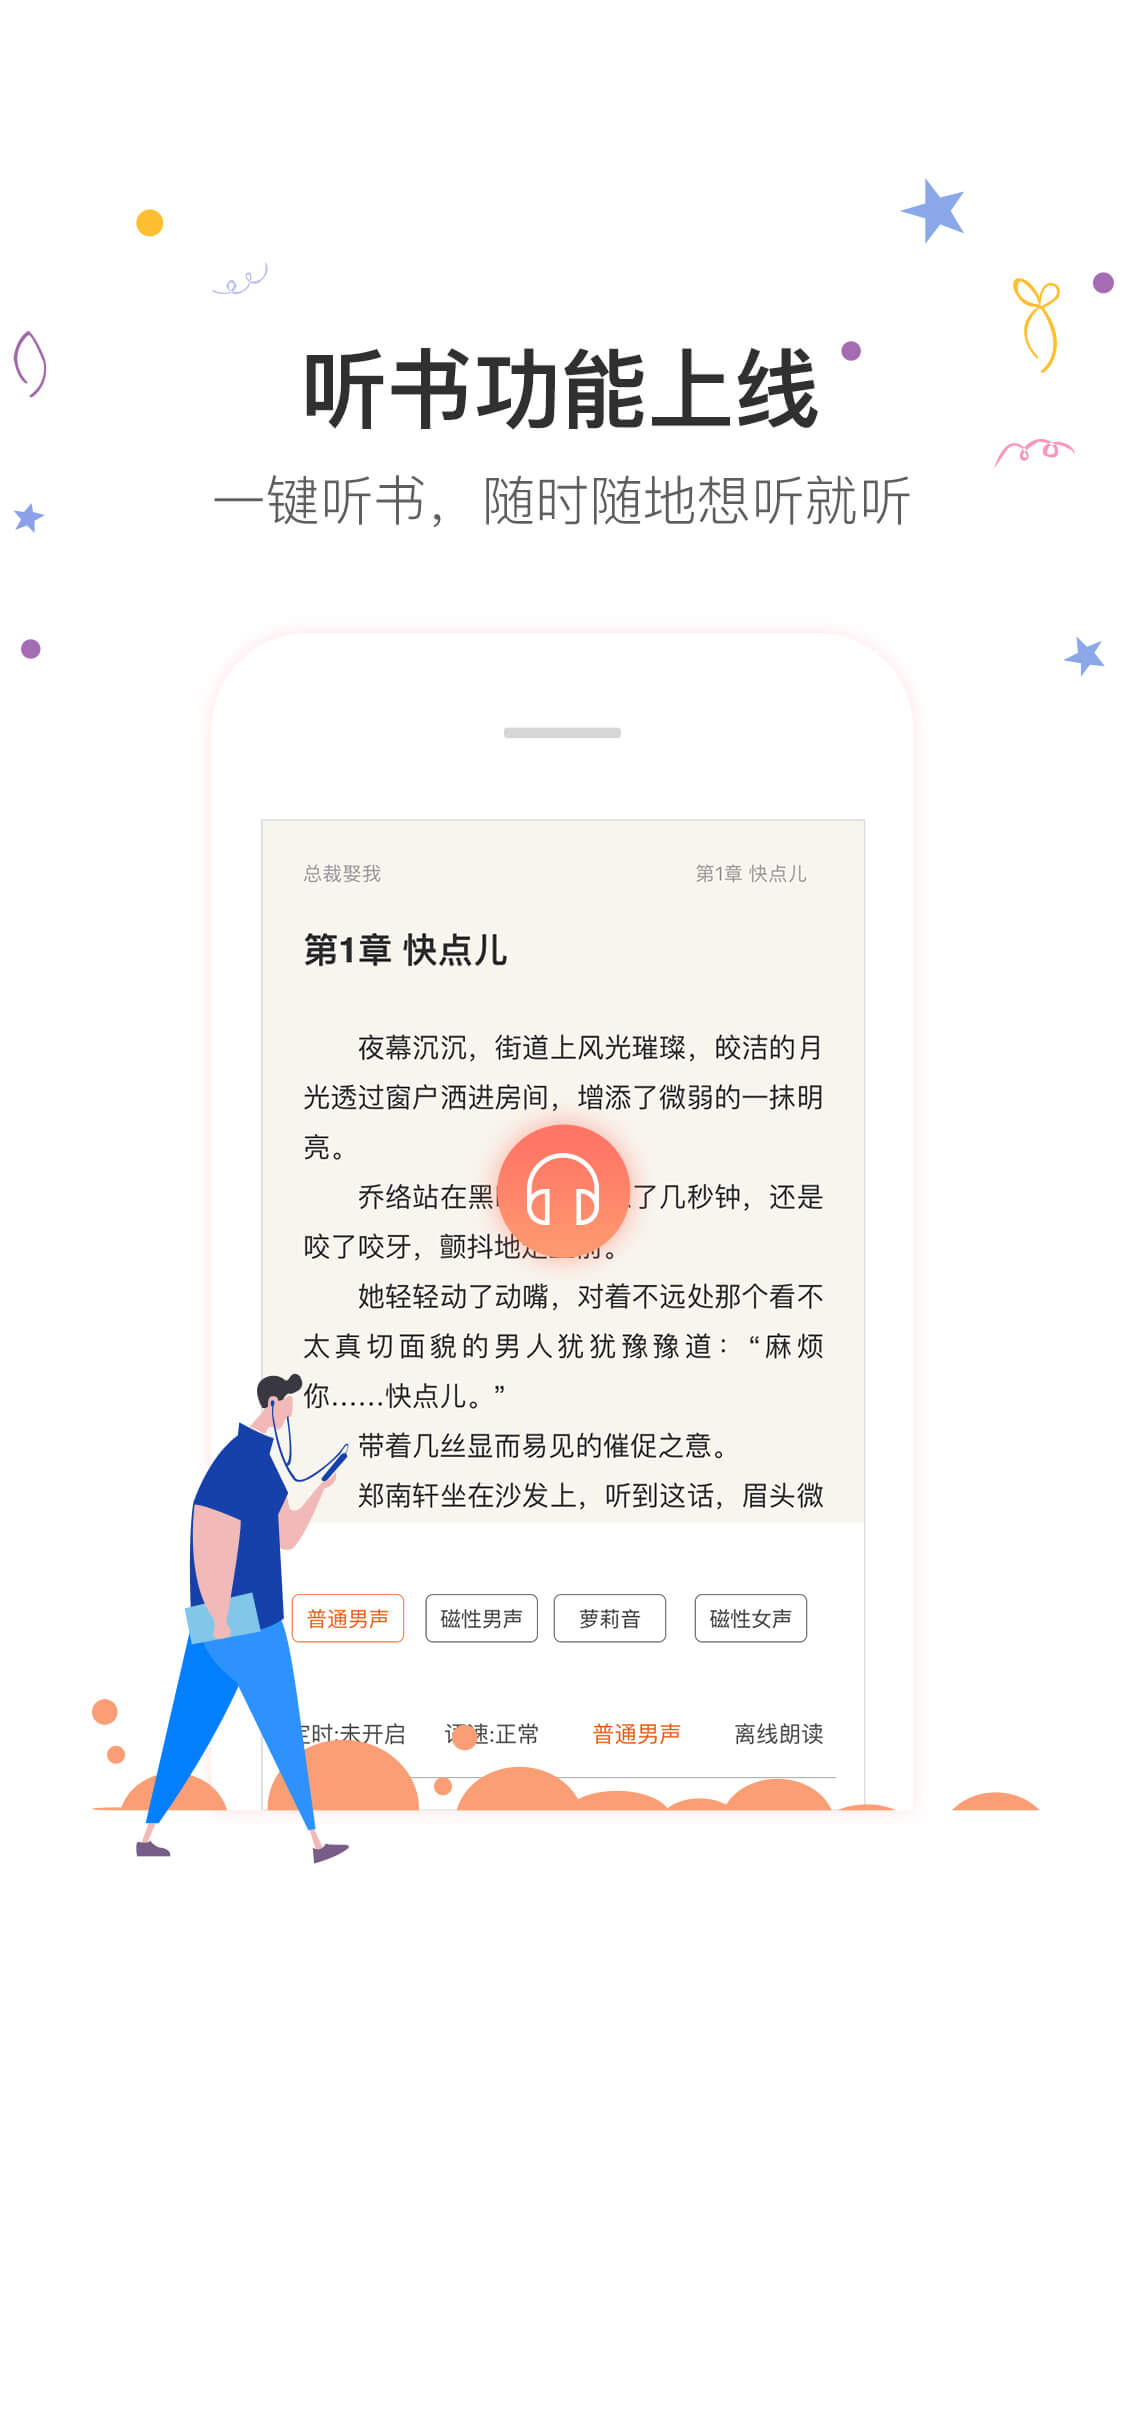 听书功能上线
一键听书，随时随地想听就听
总裁娶我 第1章 快点儿
第1章 快点儿
夜幕沉沉，街道上风光璀璨，皎洁的月
光透过窗户洒进房间，增添了微弱的一抹明
亮。
乔络站在黑 了几秒钟，还是
咬了咬牙，颤抖地走上前。
她轻轻动了动嘴，对着不远处那个看不
太真切面貌的男人犹犹豫豫道：“麻烦
你……快点儿。”
带着几丝显而易见的催促之意。
郑南轩坐在沙发上，听到这话，眉头微
普通男声 磁性男声 萝莉音 磁性女声
定时:未开启 语速:正常 普通男声 离线朗读